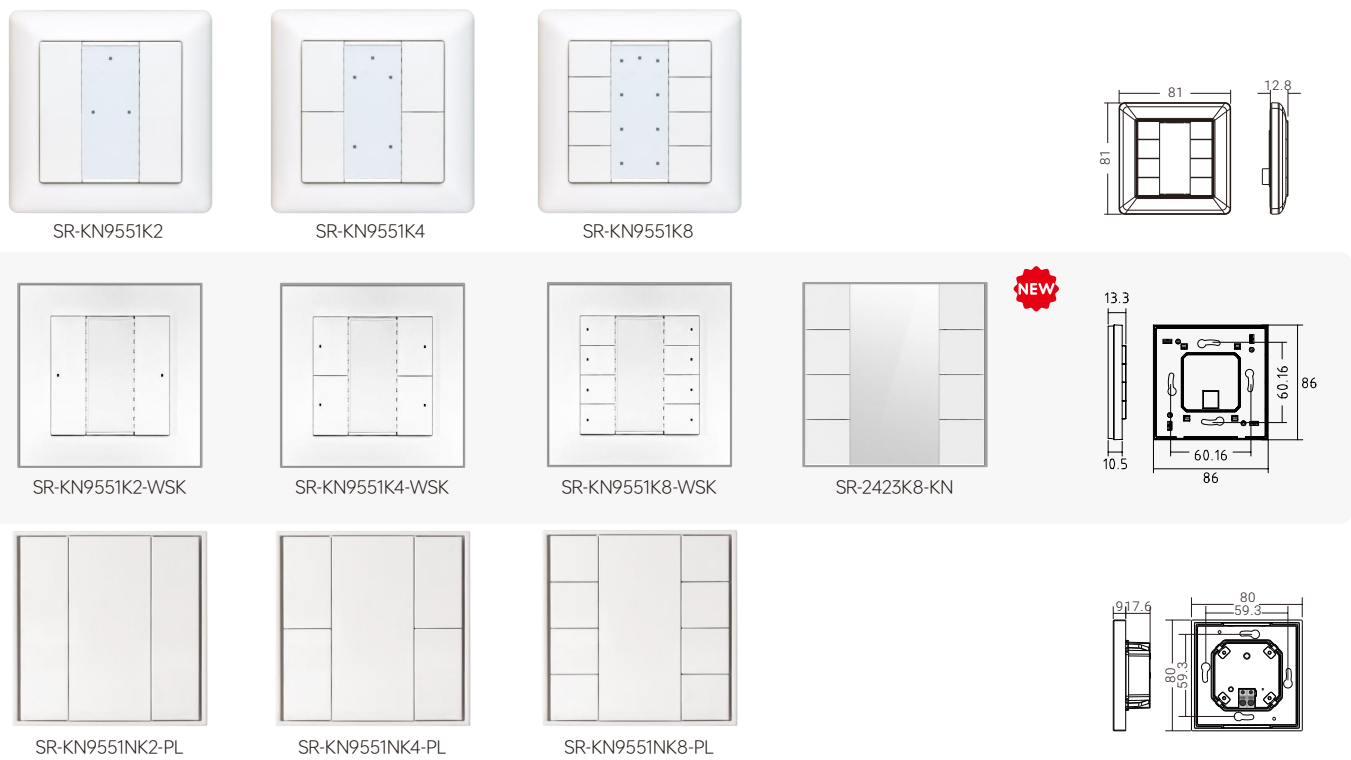 81
12.8
81
SR-KN9551K2
SR-KN9551K4
SR-KN9551K8
NEW
13.3
60.16
86
60.16
10.5
86
SR-KN9551K2-WSK
SR-KN9551K4-WSK
SR-KN9551K8-WSK
SR-2423K8-KN
80
917.6
59.3
80
59.3
SR-KN9551NK2-PL
SR-KN9551NK4-PL
SR-KN9551NK8-PL